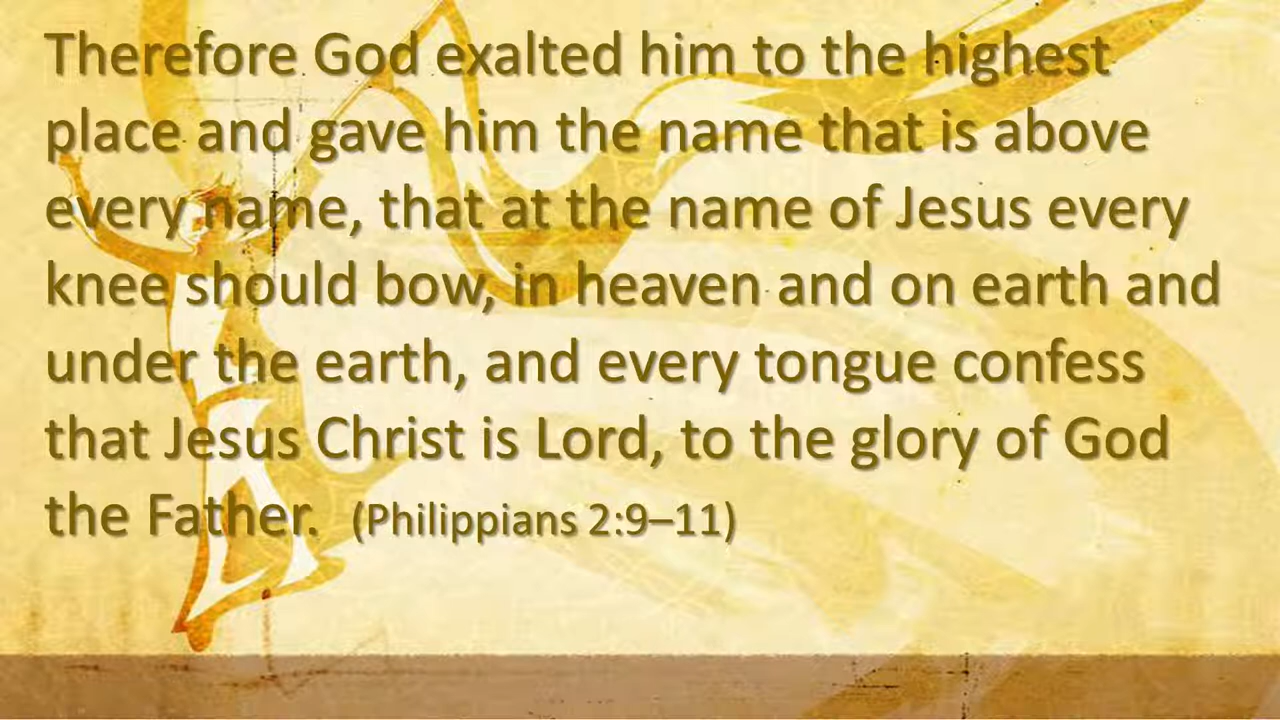 Therefore God exalted him to the highest
place and gave him the name that is above
every name, that at the name of Jesus every
knee should bow, in heaven and on earth and
under the earth, and every tongue confess
that Jesus Christ is Lord, to the glory of God
the Father. (Philippians 2:9–11)